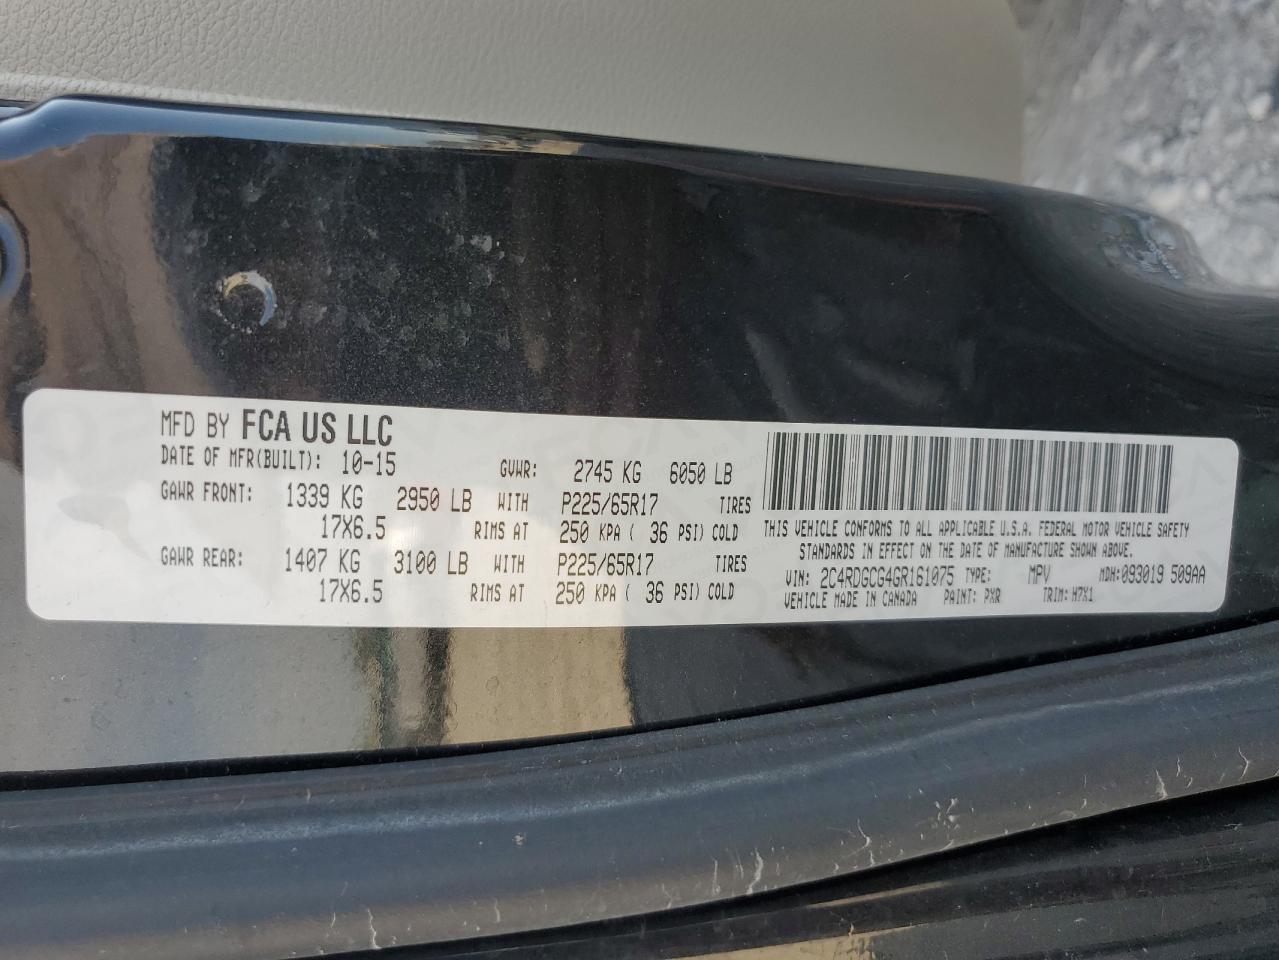 MFD BY FCA US LLC
DATE OF MFR(BUILT): 10-15 GVWR: 2745 KG 6050 LB
GAWR FRONT: 1339 KG 2950 LB WITH P225/65R17 TIRES
17X6.5 RIMS AT 250 KPA ( 36 PSI) COLD
GAWR REAR: 1407 KG 3100 LB WITH P225/65R17 TIRES
17X6.5 RIMS AT 250 KPA ( 36 PSI) COLD
THIS VEHICLE CONFORMS TO ALL APPLICABLE U.S.A. FEDERAL MOTOR VEHICLE SAFETY
STANDARDS IN EFFECT ON THE DATE OF MANUFACTURE SHOWN ABOVE.
VIN: 2C4RDGCG4GR161075 TYPE: MPV MDH:093019 509AA
VEHICLE MADE IN CANADA PAINT: PXR TRIM: H7X1